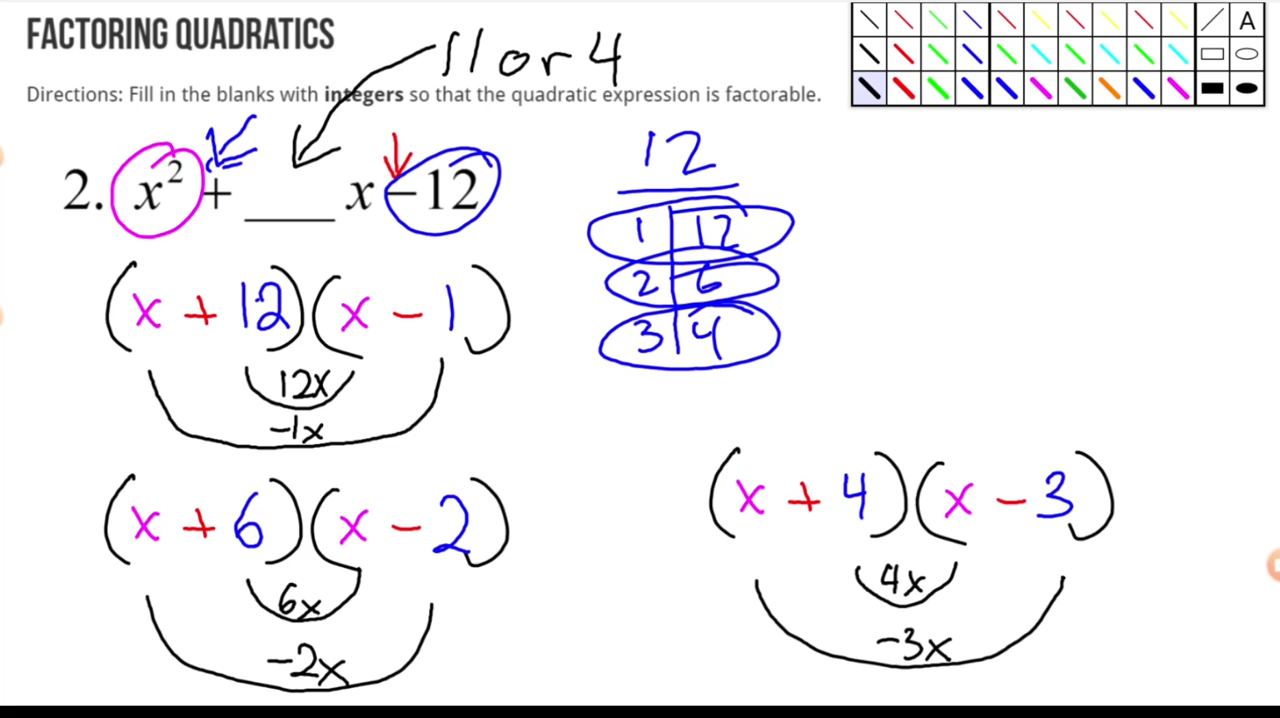 FACTORING QUADRATICS
A
11 or 4
Directions: Fill in the blanks with integers so that the quadratic expression is factorable.
2. x² + ____ x − 12
12
1 | 12
2 | 6
3 | 4
(x + 12)(x − 1)
12x
−1x
(x + 6)(x − 2)
6x
−2x
(x + 4)(x − 3)
4x
−3x